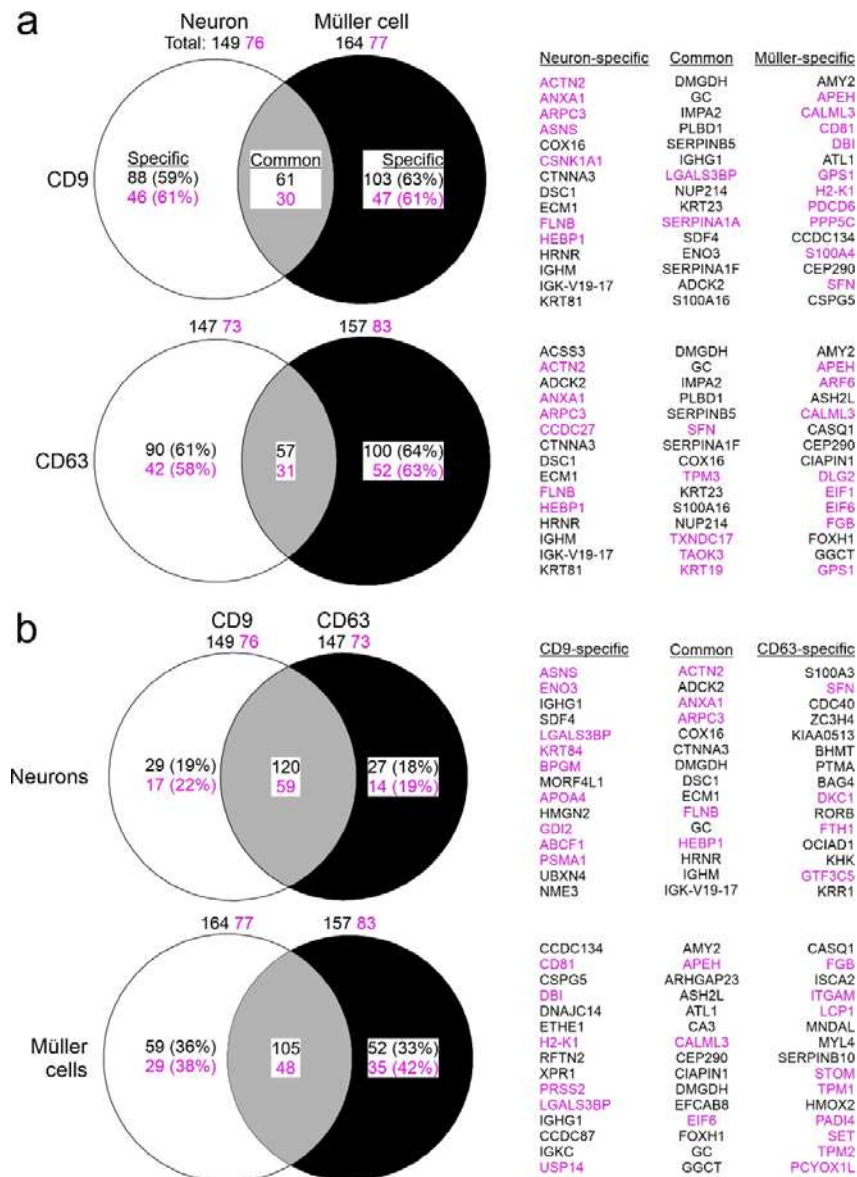 a
Neuron Müller cell
Total: 149 76 164 77
CD9
Specific Common Specific
88 (59%) 61 103 (63%)
46 (61%) 30 47 (61%)
Neuron-specific Common Müller-specific
ACTN2 DMGDH AMY2
ANXA1 GC APEH
ARPC3 IMPA2 CALML3
ASNS PLBD1 CD81
COX16 SERPINB5 DBI
CSNK1A1 IGHG1 ATL1
CTNNA3 LGALS3BP GPS1
DSC1 NUP214 H2-K1
ECM1 KRT23 PDCD6
FLNB SERPINA1A PPP5C
HEBP1 SDF4 CCDC134
HRNR ENO3 S100A4
IGHM SERPINA1F CEP290
IGK-V19-17 ADCK2 SFN
KRT81 S100A16 CSPG5
147 73 157 83
CD63
90 (61%) 57 100 (64%)
42 (58%) 31 52 (63%)
ACSS3 DMGDH AMY2
ACTN2 GC APEH
ADCK2 IMPA2 ARF6
ANXA1 PLBD1 ASH2L
ARPC3 SERPINB5 CALML3
CCDC27 SFN CASQ1
CTNNA3 SERPINA1F CEP290
DSC1 COX16 CIAPIN1
ECM1 TPM3 DLG2
FLNB KRT23 EIF1
HEBP1 S100A16 EIF6
HRNR NUP214 FGB
IGHM TXNDC17 FOXH1
IGK-V19-17 TAOK3 GGCT
KRT81 KRT19 GPS1
b
CD9 CD63
149 76 147 73
Neurons
29 (19%) 120 27 (18%)
17 (22%) 59 14 (19%)
CD9-specific Common CD63-specific
ASNS ACTN2 S100A3
ENO3 ADCK2 SFN
IGHG1 ANXA1 CDC40
SDF4 ARPC3 ZC3H4
LGALS3BP COX16 KIAA0513
KRT84 CTNNA3 BHMT
BPGM DMGDH PTMA
MORF4L1 DSC1 BAG4
APOA4 ECM1 DKC1
HMGN2 FLNB RORB
GDI2 GC FTH1
ABCF1 HEBP1 OCIAD1
PSMA1 HRNR KHK
UBXN4 IGHM GTF3C5
NME3 IGK-V19-17 KRR1
164 77 157 83
Müller
cells
59 (36%) 105 52 (33%)
29 (38%) 48 35 (42%)
CCDC134 AMY2 CASQ1
CD81 APEH FGB
CSPG5 ARHGAP23 ISCA2
DBI ASH2L ITGAM
DNAJC14 ATL1 LCP1
ETHE1 CA3 MNDAL
H2-K1 CALML3 MYL4
RFTN2 CEP290 SERPINB10
XPR1 CIAPIN1 STOM
PRSS2 DMGDH TPM1
LGALS3BP EFCAB8 HMOX2
IGHG1 EIF6 PADI4
CCDC87 FOXH1 SET
IGKC GC TPM2
USP14 GGCT PCYOX1L